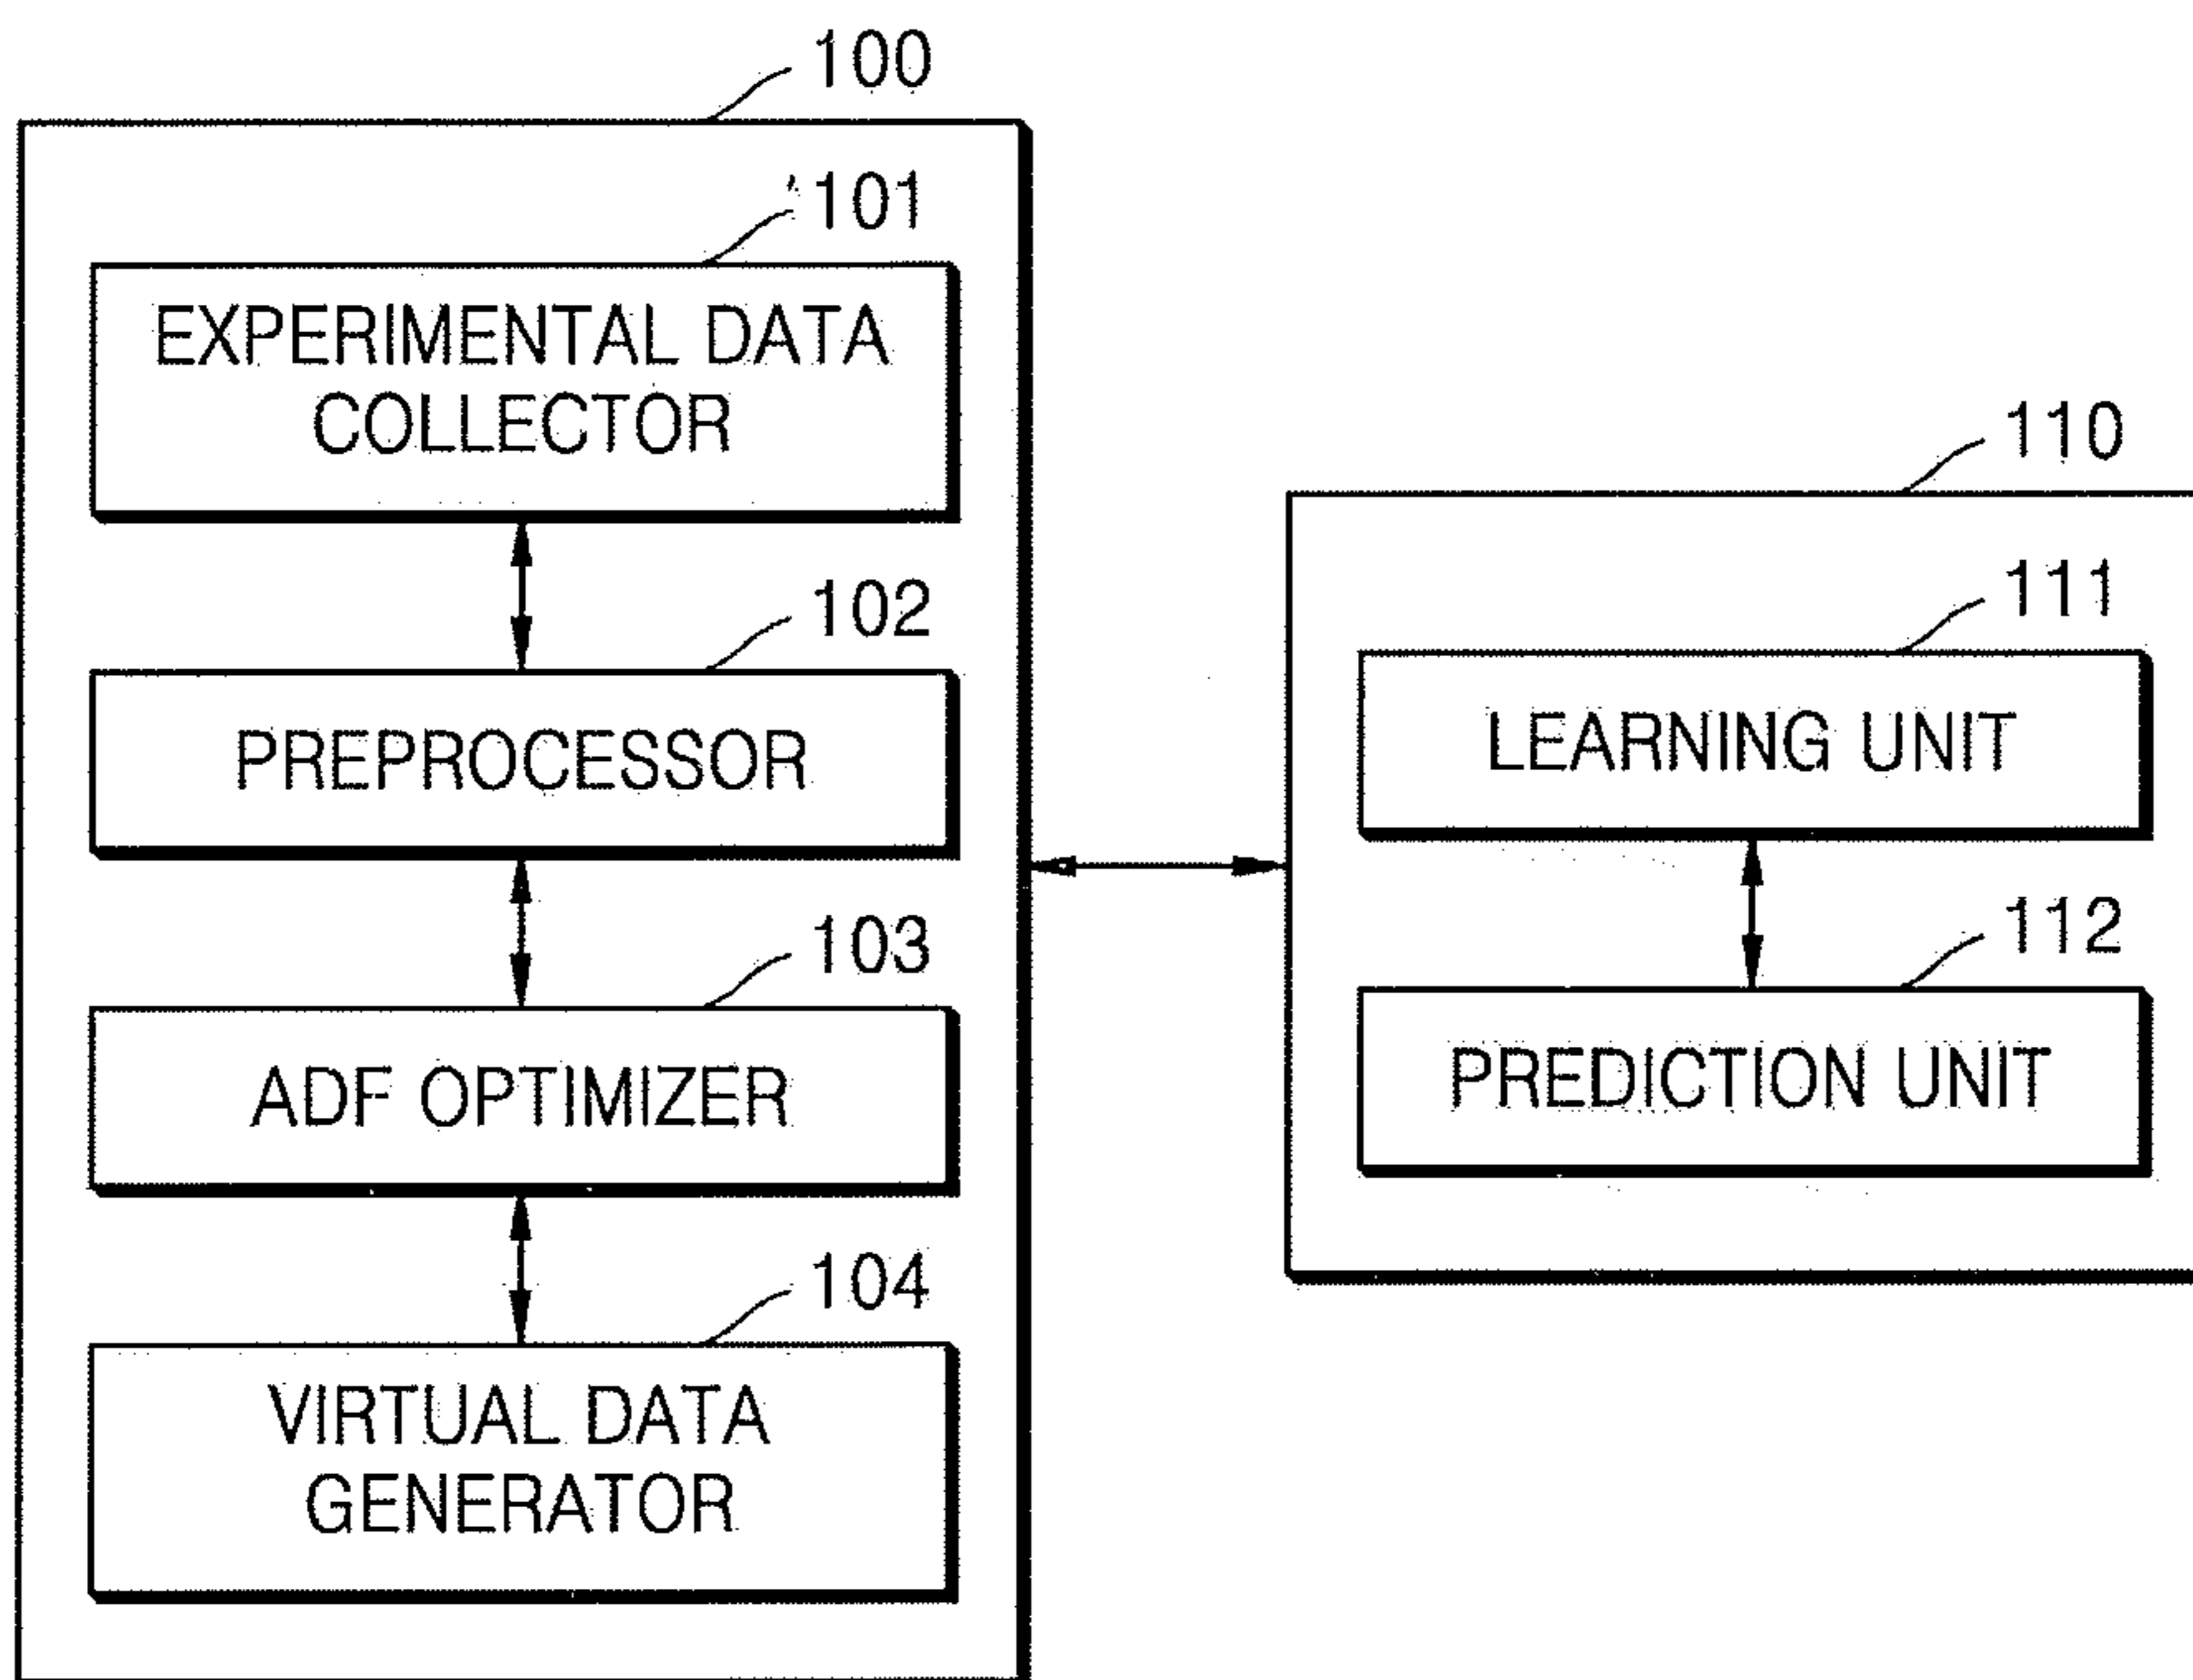 100
101
EXPERIMENTAL DATA
COLLECTOR
102
PREPROCESSOR
103
ADF OPTIMIZER
104
VIRTUAL DATA
GENERATOR
110
111
LEARNING UNIT
112
PREDICTION UNIT